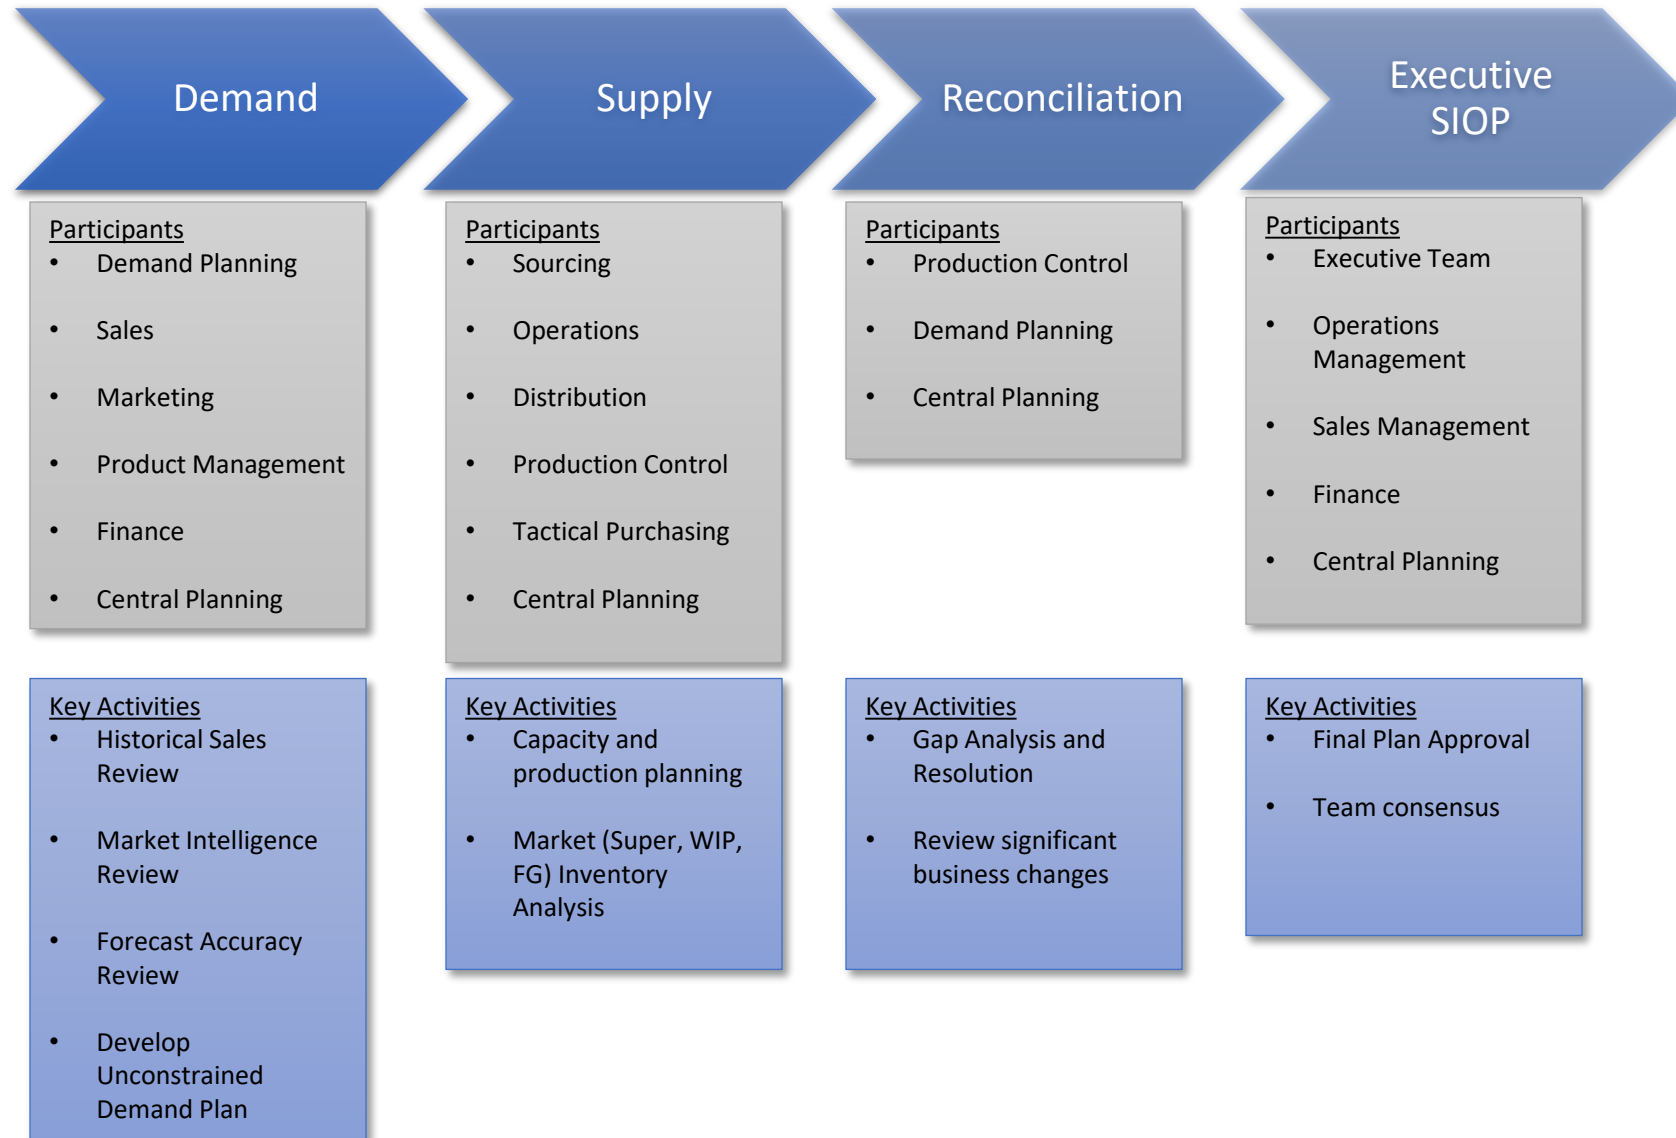 Demand
Supply
Reconciliation
Executive
SIOP
Participants
• Demand Planning
• Sales
• Marketing
• Product Management
• Finance
• Central Planning
Participants
• Sourcing
• Operations
• Distribution
• Production Control
• Tactical Purchasing
• Central Planning
Participants
• Production Control
• Demand Planning
• Central Planning
Participants
• Executive Team
• Operations
Management
• Sales Management
• Finance
• Central Planning
Key Activities
• Historical Sales
Review
• Market Intelligence
Review
• Forecast Accuracy
Review
• Develop
Unconstrained
Demand Plan
Key Activities
• Capacity and
production planning
• Market (Super, WIP,
FG) Inventory
Analysis
Key Activities
• Gap Analysis and
Resolution
• Review significant
business changes
Key Activities
• Final Plan Approval
• Team consensus